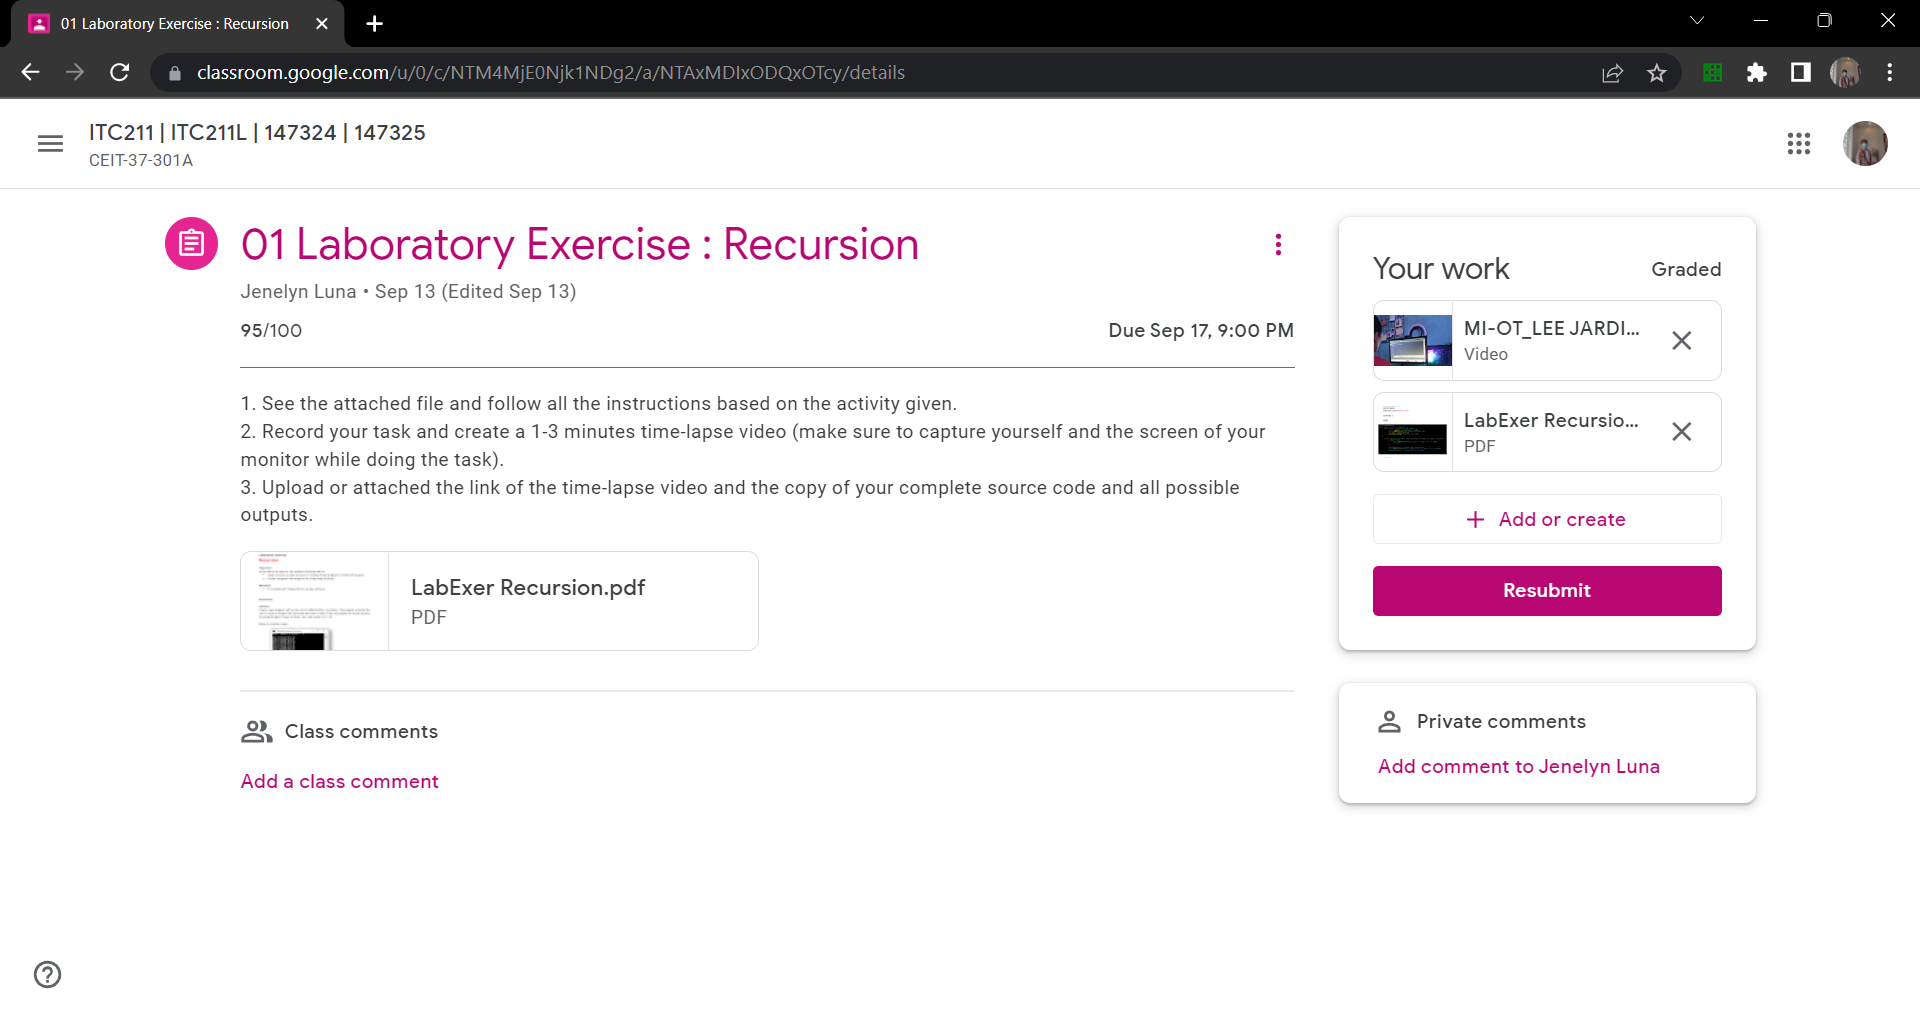 01 Laboratory Exercise : Recursion
classroom.google.com/u/0/c/NTM4MjE0Njk1NDg2/a/NTAxMDIxODQxOTcy/details
ITC211 | ITC211L | 147324 | 147325
CEIT-37-301A
01 Laboratory Exercise : Recursion
Jenelyn Luna • Sep 13 (Edited Sep 13)
95/100
Due Sep 17, 9:00 PM
1. See the attached file and follow all the instructions based on the activity given.
2. Record your task and create a 1-3 minutes time-lapse video (make sure to capture yourself and the screen of your
monitor while doing the task).
3. Upload or attached the link of the time-lapse video and the copy of your complete source code and all possible
outputs.
LabExer Recursion.pdf
PDF
Class comments
Add a class comment
Your work
Graded
MI-OT_LEE JARDI...
Video
LabExer Recursio...
PDF
+ Add or create
Resubmit
Private comments
Add comment to Jenelyn Luna